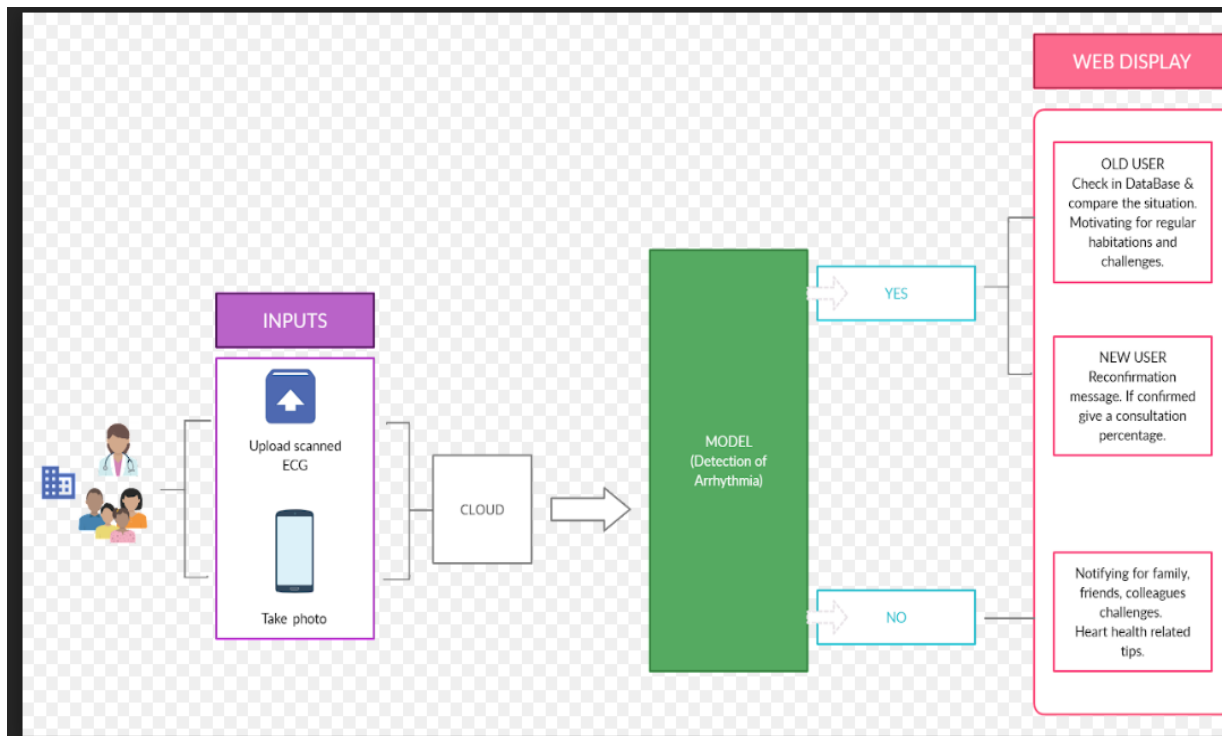 WEB DISPLAY
OLD USER
Check in DataBase &
compare the situation.
Motivating for regular
habitations and
challenges.
INPUTS
YES
Upload scanned
ECG
NEW USER
Reconfirmation
message. If confirmed
give a consultation
percentage.
MODEL
(Detection of
Arrhythmia)
CLOUD
Take photo
NO
Notifying for family,
friends, colleagues
challenges.
Heart health related
tips.